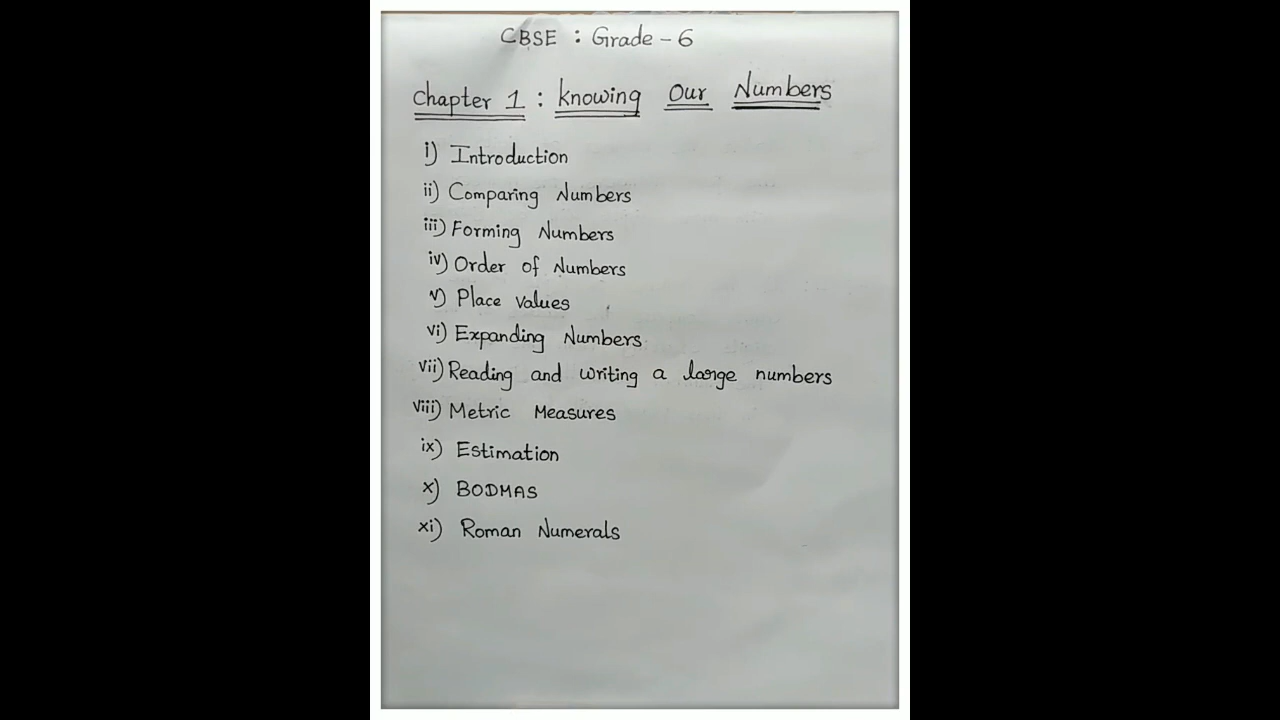 CBSE : Grade - 6
Chapter 1 : Knowing Our Numbers
i) Introduction
ii) Comparing Numbers
iii) Forming Numbers
iv) Order of Numbers
v) Place values
vi) Expanding Numbers
vii) Reading and writing a large numbers
viii) Metric Measures
ix) Estimation
x) BODMAS
xi) Roman Numerals